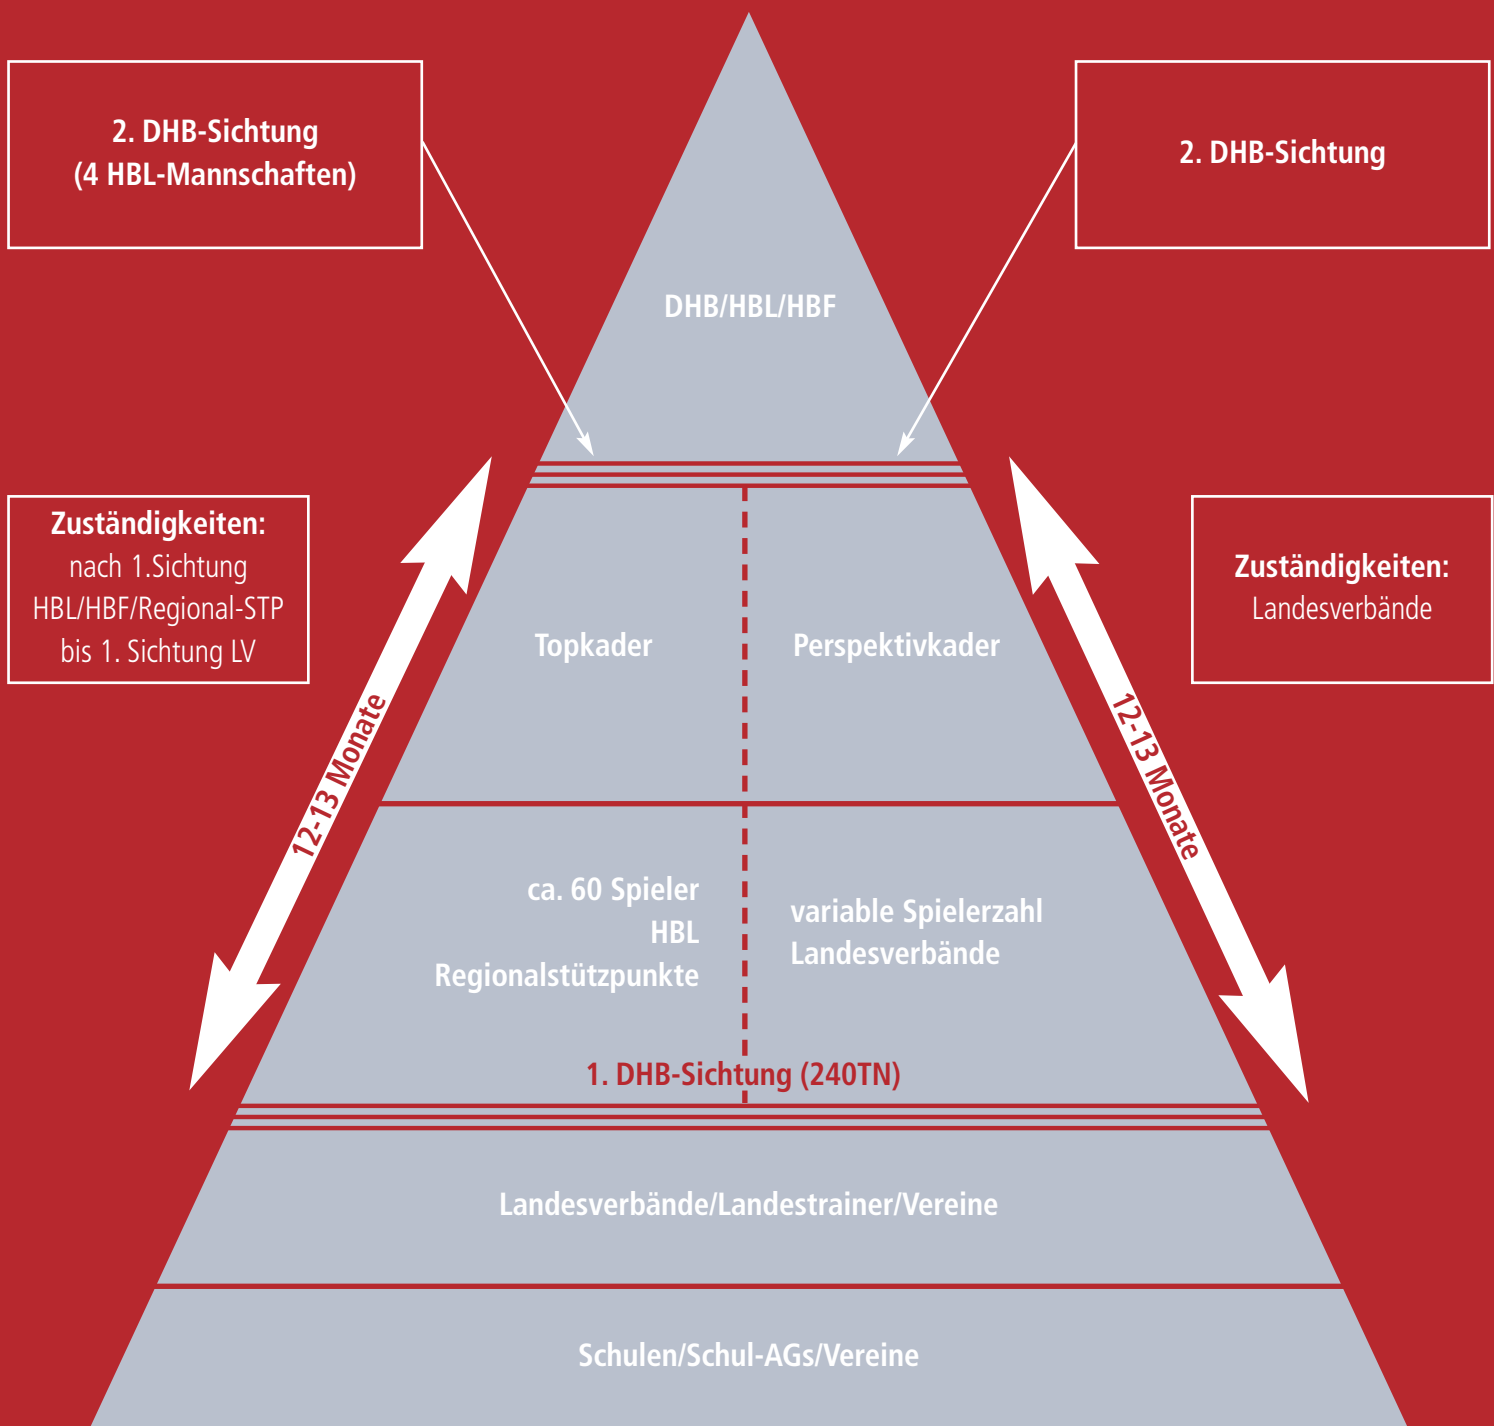 2. DHB-Sichtung
(4 HBL-Mannschaften)
2. DHB-Sichtung
DHB/HBL/HBF
Zuständigkeiten:
nach 1.Sichtung
HBL/HBF/Regional-STP
bis 1. Sichtung LV
Zuständigkeiten:
Landesverbände
Topkader
Perspektivkader
12-13 Monate
12-13 Monate
ca. 60 Spieler
HBL
Regionalstützpunkte
variable Spielerzahl
Landesverbände
1. DHB-Sichtung (240TN)
Landesverbände/Landestrainer/Vereine
Schulen/Schul-AGs/Vereine